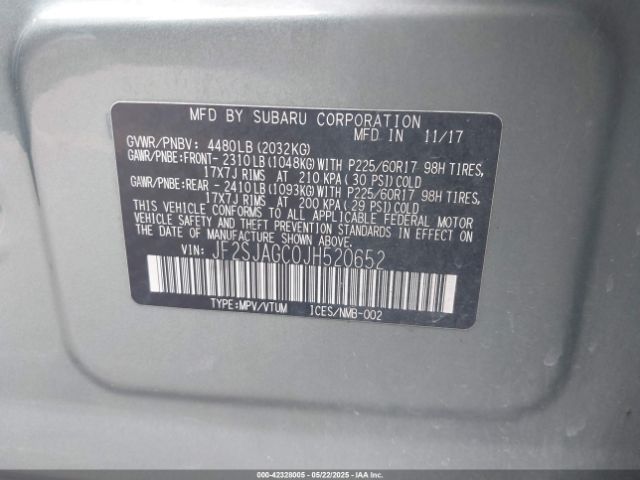 MFD BY SUBARU CORPORATION
MFD IN 11/17
GVWR/PNBV: 4480LB (2032KG)
GAWR/PNBE:FRONT- 2310LB(1048KG)WITH P225/60R17 98H TIRES,
17X7J RIMS AT 210 KPA(30 PSI)COLD
GAWR/PNBE:REAR - 2410LB(1093KG)WITH P225/60R17 98H TIRES,
17X7J RIMS AT 200 KPA(29 PSI)COLD
THIS VEHICLE CONFORMS TO ALL APPLICABLE FEDERAL MOTOR
VEHICLE SAFETY AND THEFT PREVENTION STANDARDS IN EFFECT ON
THE DATE OF MANUFACTURE SHOWN ABOVE.
VIN: JF2SJAGC0JH520652
TYPE:MPV/VTUM ICES/NMB-002
000-42328005 - 05/22/2025 - IAAI.COM